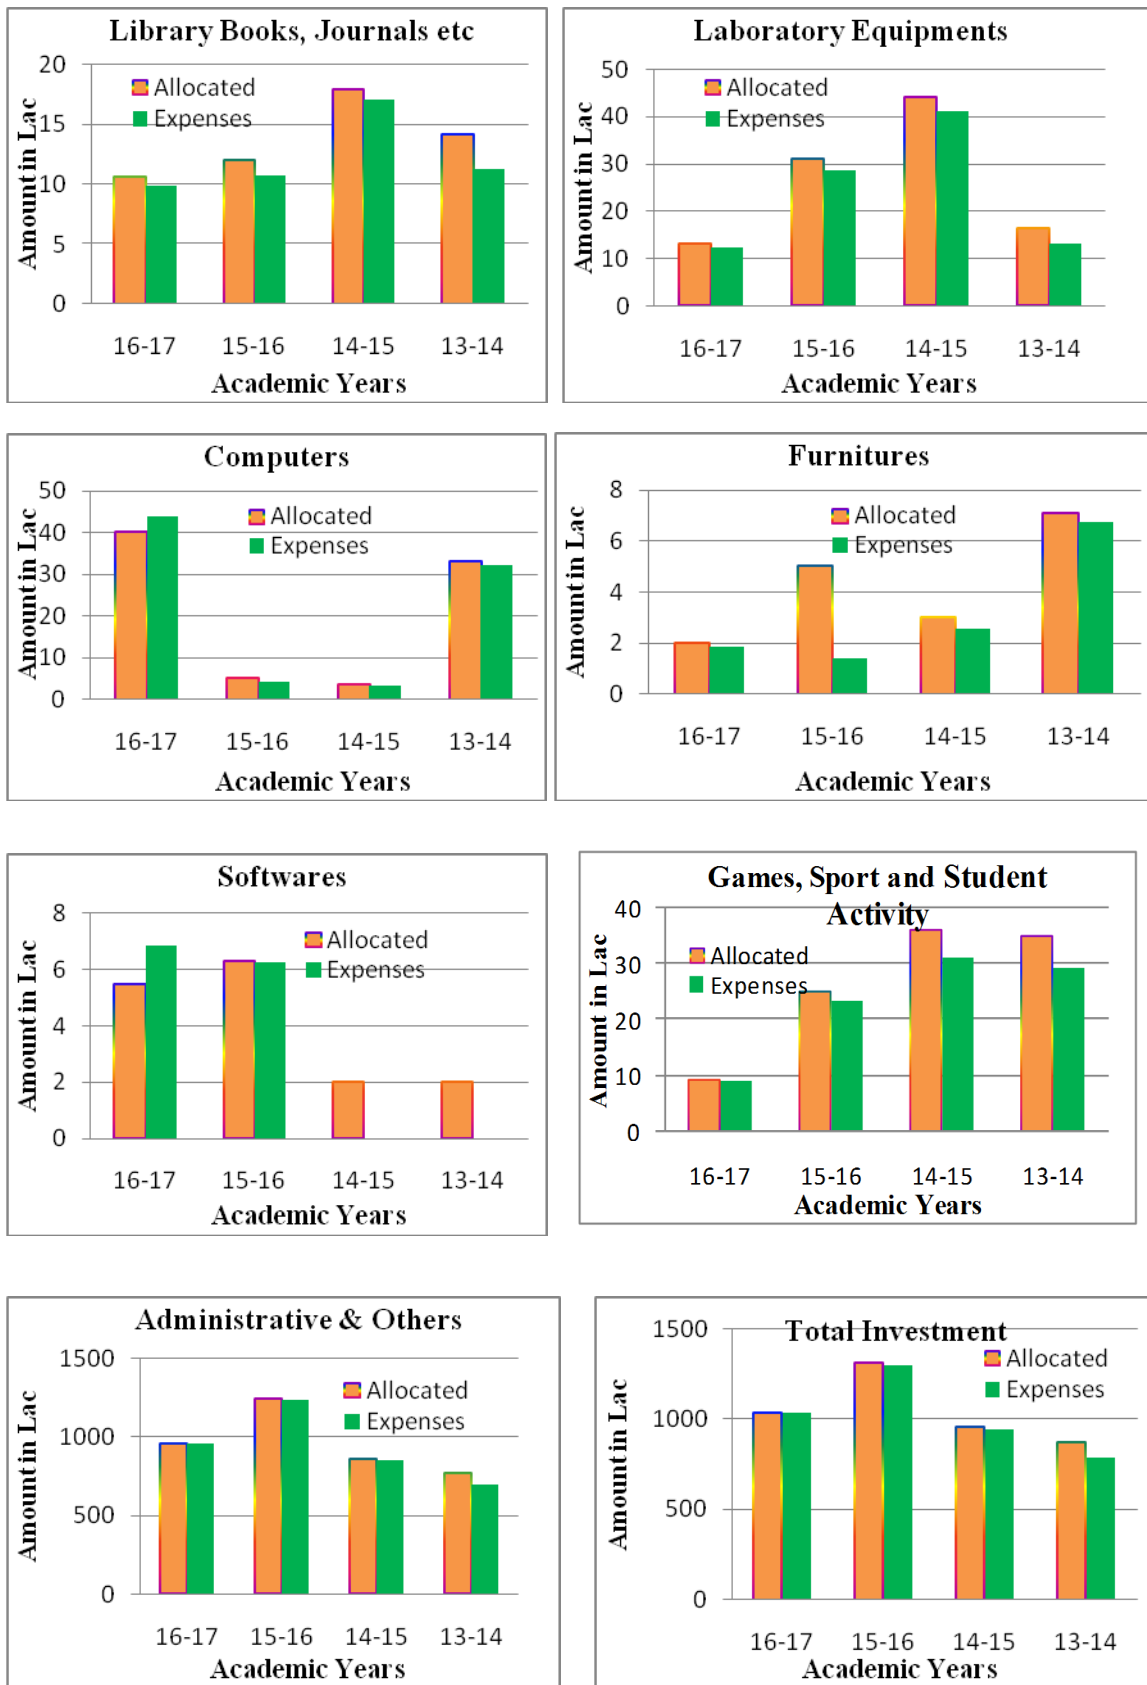 Library Books, Journals etc
Amount in Lac
20
15
10
5
0
Allocated
Expenses
16-17 15-16 14-15 13-14
Academic Years
Laboratory Equipments
Amount in Lac
50
40
30
20
10
0
Allocated
Expenses
16-17 15-16 14-15 13-14
Academic Years
Computers
Amount in Lac
50
40
30
20
10
0
Allocated
Expenses
16-17 15-16 14-15 13-14
Academic Years
Furnitures
Amount in Lac
8
6
4
2
0
Allocated
Expenses
16-17 15-16 14-15 13-14
Academic Years
Softwares
Amount in Lac
8
6
4
2
0
Allocated
Expenses
16-17 15-16 14-15 13-14
Academic Years
Games, Sport and Student
Activity
Amount in Lac
40
30
20
10
0
Allocated
Expenses
16-17 15-16 14-15 13-14
Academic Years
Administrative & Others
Amount in Lac
1500
1000
500
0
Allocated
Expenses
16-17 15-16 14-15 13-14
Academic Years
Total Investment
Amount in Lac
1500
1000
500
0
Allocated
Expenses
16-17 15-16 14-15 13-14
Academic Years